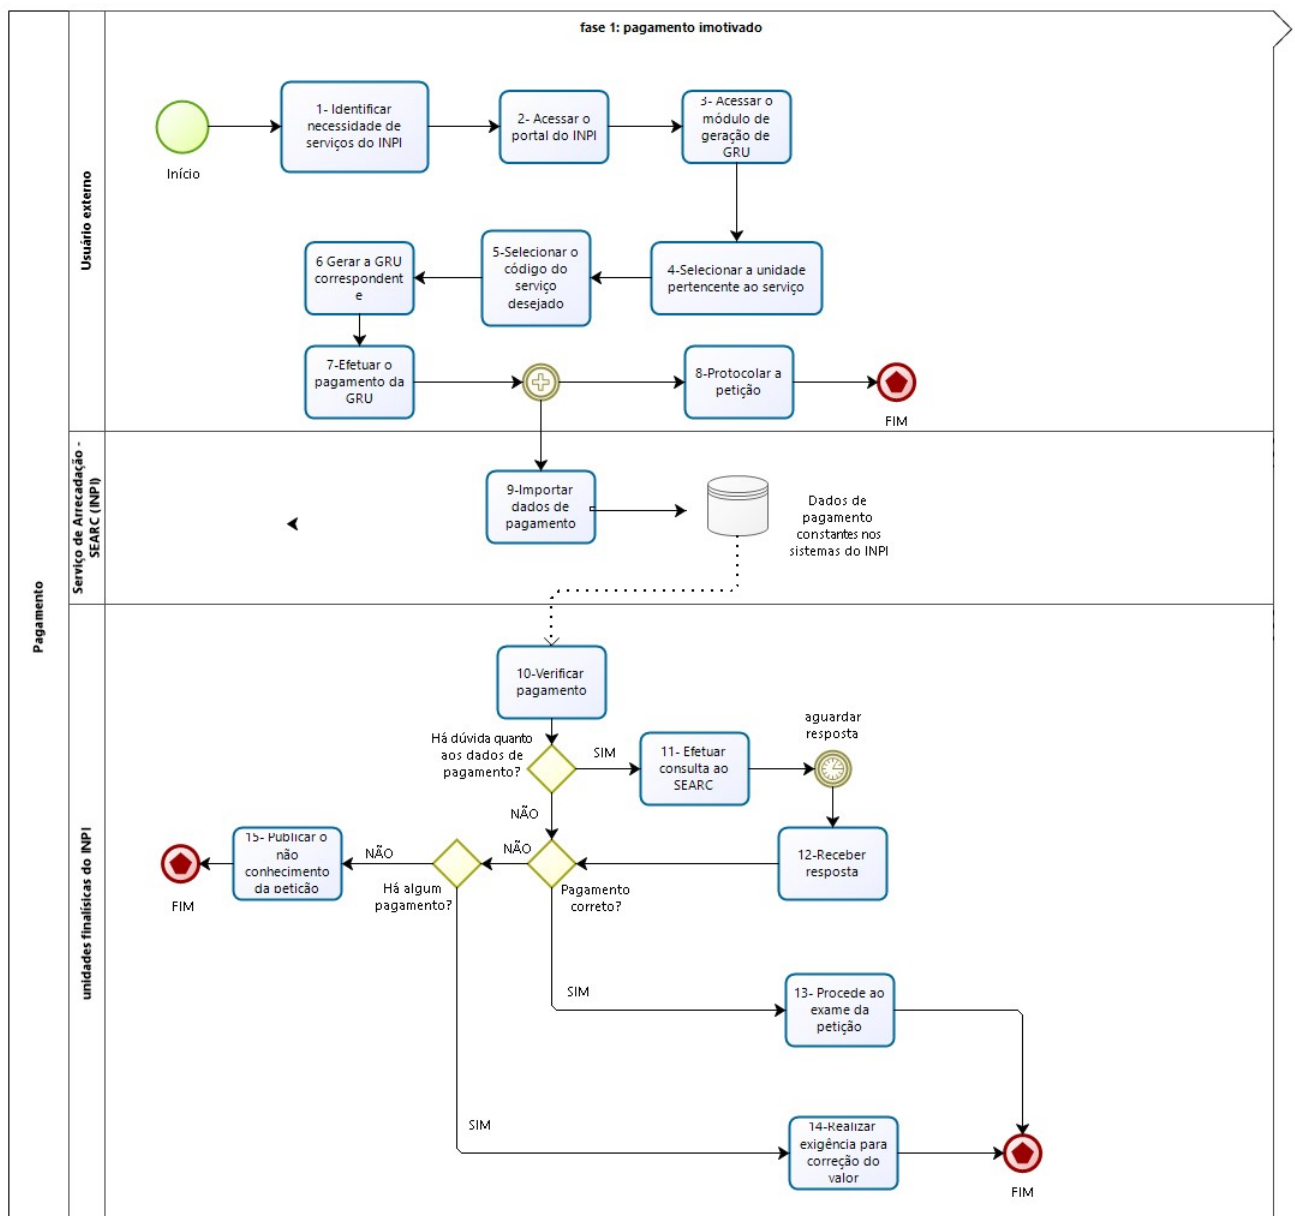 fase 1: pagamento imotivado
Pagamento
Usuário externo
Início
1- Identificar
necessidade de
serviços do INPI
2- Acessar o
portal do INPI
3- Acessar o
módulo de
geração de
GRU
4-Selecionar a unidade
pertencente ao serviço
5-Selecionar o
código do
serviço
desejado
6 Gerar a GRU
correspondent
e
7-Efetuar o
pagamento da
GRU
8-Protocolar a
petição
FIM
Serviço de Arrecadação -
SEARC (INPI)
9-Importar
dados de
pagamento
Dados de
pagamento
constantes nos
sistemas do INPI
unidades finalísicas do INPI
10-Verificar
pagamento
Há dúvida quanto
aos dados de
pagamento?
SIM
11- Efetuar
consulta ao
SEARC
aguardar
resposta
NÃO
12-Receber
resposta
Pagamento
correto?
NÃO
Há algum
pagamento?
NÃO
15- Publicar o
não
conhecimento
da petição
FIM
SIM
13- Procede ao
exame da
petição
SIM
14-Realizar
exigência para
correção do
valor
FIM